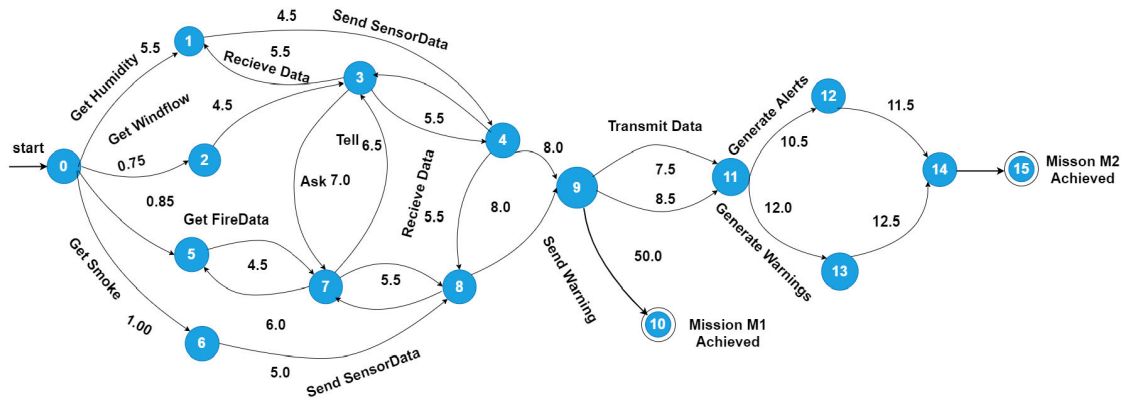 4.5
Send SensorData
5.5
1
5.5
Recieve Data
Get Humidity
3
Get Windflow
4.5
5.5
4
Tell
6.5
start
0
0.75
2
Ask 7.0
Recieve Data
5.5
8.0
8.0
0.85
Get FireData
5
4.5
7
5.5
8
Get Smoke
1.00
6
6.0
5.0
Send SensorData
9
Send Warning
50.0
10
Mission M1
Achieved
Transmit Data
7.5
8.5
11
Generate Alerts
10.5
12
11.5
12.0
Generate Warnings
13
12.5
14
15
Misson M2
Achieved